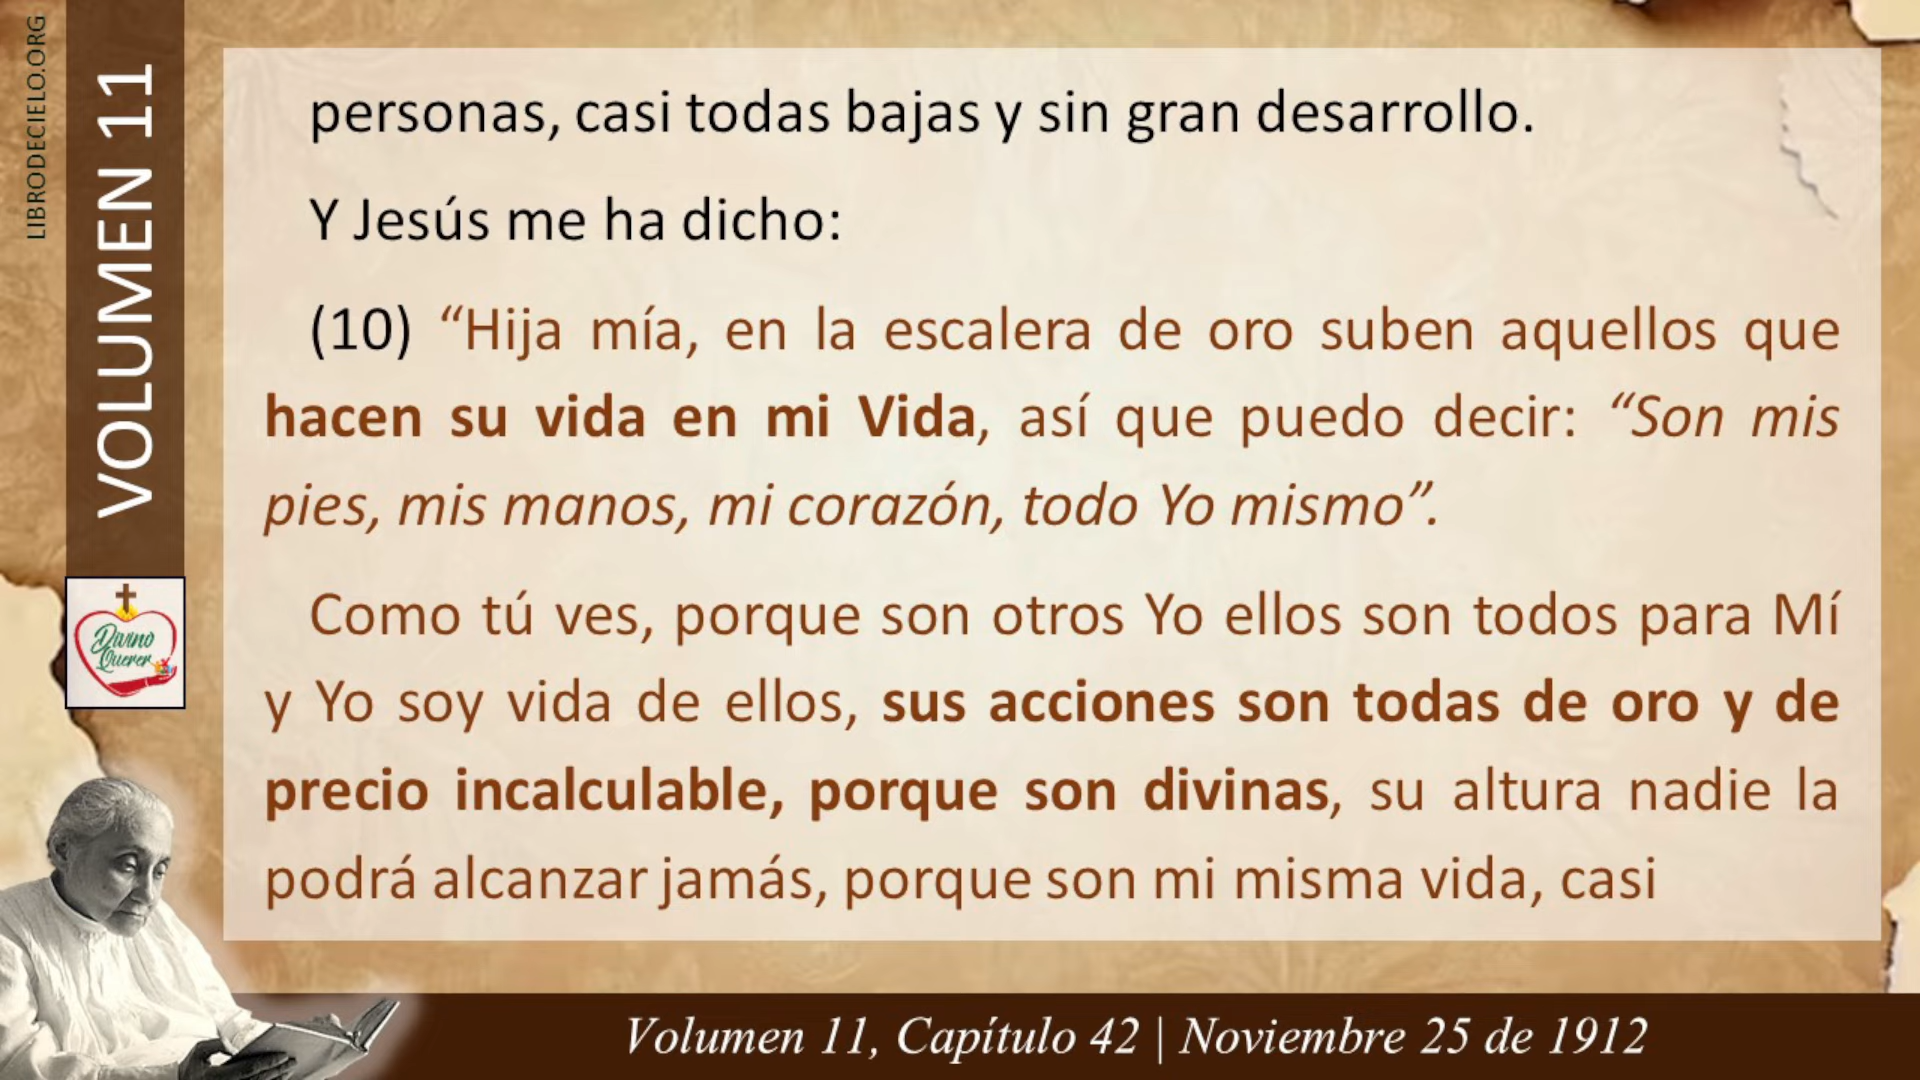 LIBRODECIELO.ORG
VOLUMEN 11
Divino
Querer
personas, casi todas bajas y sin gran desarrollo.
Y Jesús me ha dicho:
(10) “Hija mía, en la escalera de oro suben aquellos que
hacen su vida en mi Vida, así que puedo decir: “Son mis
pies, mis manos, mi corazón, todo Yo mismo”.
Como tú ves, porque son otros Yo ellos son todos para Mí
y Yo soy vida de ellos, sus acciones son todas de oro y de
precio incalculable, porque son divinas, su altura nadie la
podrá alcanzar jamás, porque son mi misma vida, casi
Volumen 11, Capítulo 42 | Noviembre 25 de 1912